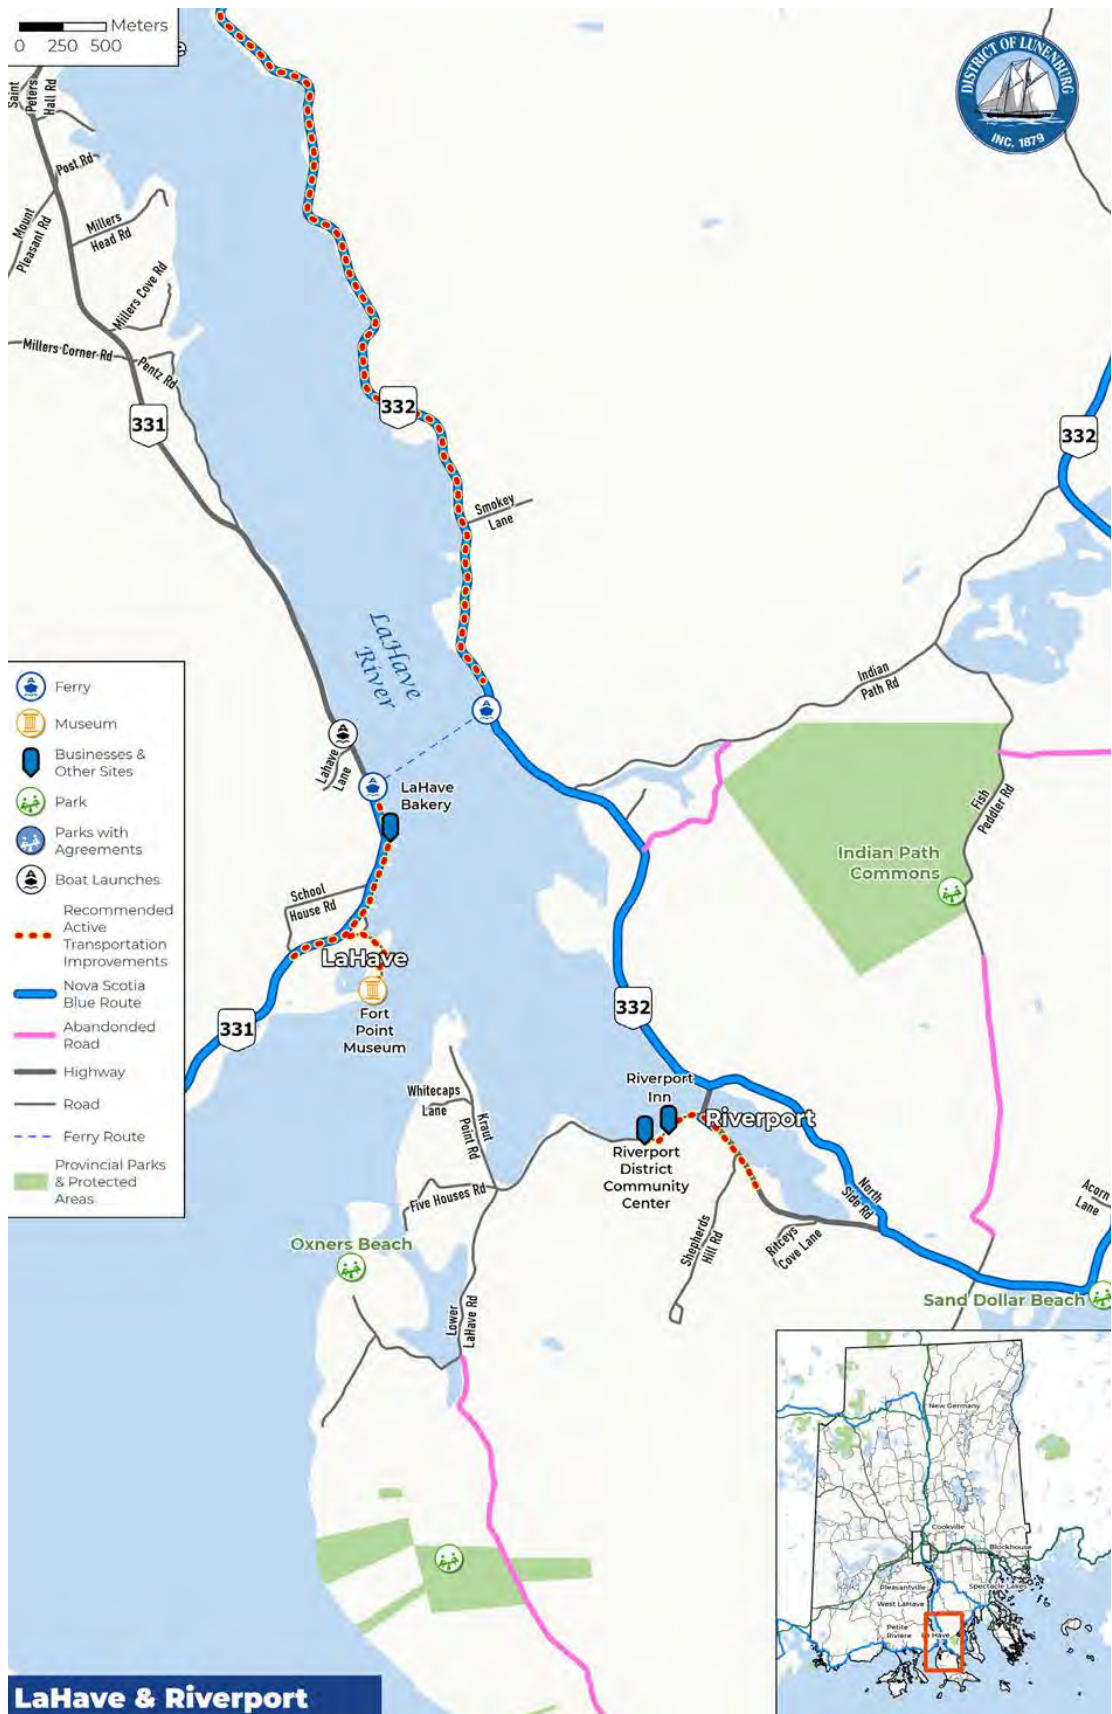 Meters
0 250 500
DISTRICT OF LUNENBURG
INC. 1879
Saint
Peters
Hall Rd
Post Rd
Mount
Pleasant Rd
Millers
Head Rd
Millers Cove Rd
Millers Corner Rd
Pentz Rd
331
332
332
Smokey
Lane
LaHave
River
Indian
Path Rd
Ferry
Museum
Businesses &
Other Sites
Park
Parks with
Agreements
Boat Launches
Recommended
Active
Transportation
Improvements
Nova Scotia
Blue Route
Abandonded
Road
Highway
Road
Ferry Route
Provincial Parks
& Protected
Areas
Lahave
Lane
LaHave
Bakery
Fish
Peddler Rd
Indian Path
Commons
School
House Rd
LaHave
331
Fort
Point
Museum
332
Riverport
Inn
Riverport
Riverport
District
Community
Center
Whitecaps
Lane
Kraut
Point Rd
Five Houses Rd
North
Side Rd
Acorn
Lane
Shepherds
Hill Rd
Ritceys
Cove Lane
Oxners Beach
Lower
LaHave Rd
Sand Dollar Beach
New Germany
Cookville
Blockhouse
Pleasantville
Spectacle Lakes
West LaHave
Petite
Riviere
LaHave & Riverport